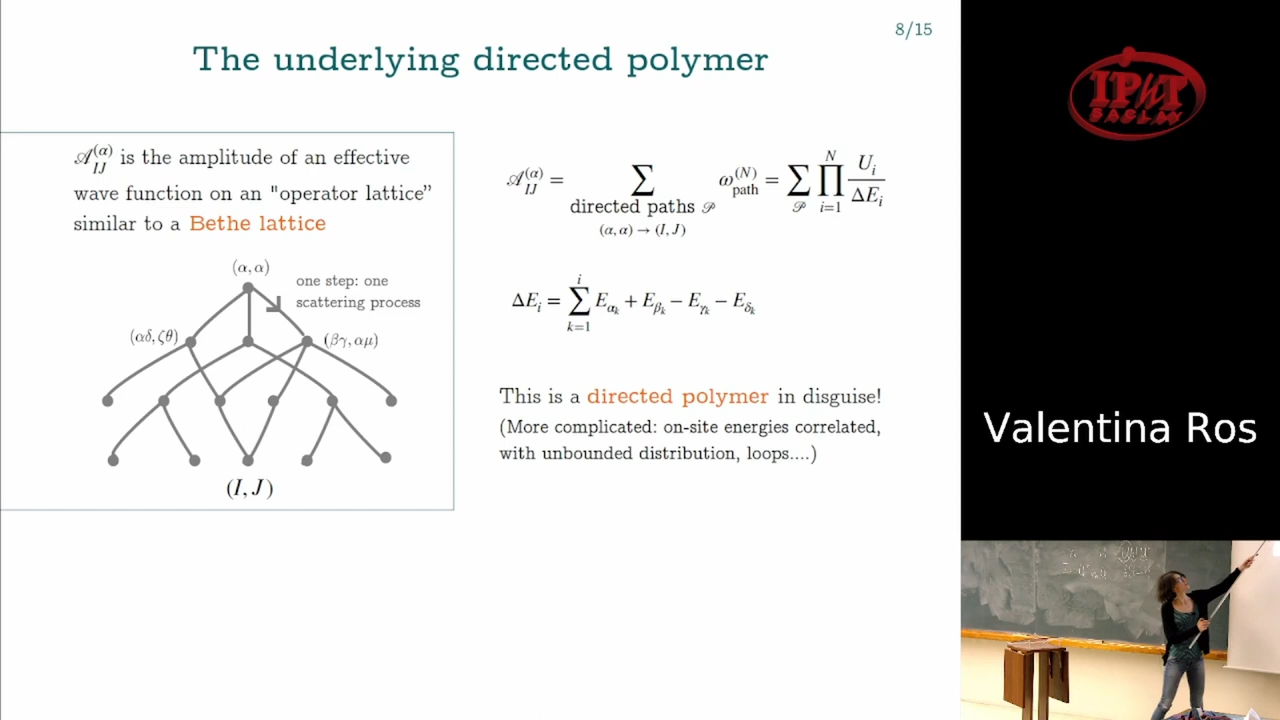 8/15
The underlying directed polymer
𝒜_{IJ}^{(α)} is the amplitude of an effective
wave function on an "operator lattice”
similar to a Bethe lattice
(α, α)
one step: one
scattering process
(αδ, ζθ)
(βγ, αμ)
(I, J)
𝒜_{IJ}^{(α)} = ∑_{directed paths 𝒫 (α, α) → (I, J)} ω_{path}^{(N)} = ∑_{𝒫} ∏_{i=1}^{N} U_i / ΔE_i
ΔE_i = ∑_{k=1}^{i} E_{α_k} + E_{β_k} − E_{γ_k} − E_{δ_k}
This is a directed polymer in disguise!
(More complicated: on-site energies correlated,
with unbounded distribution, loops....)
IPhT
SACLAY
Valentina Ros